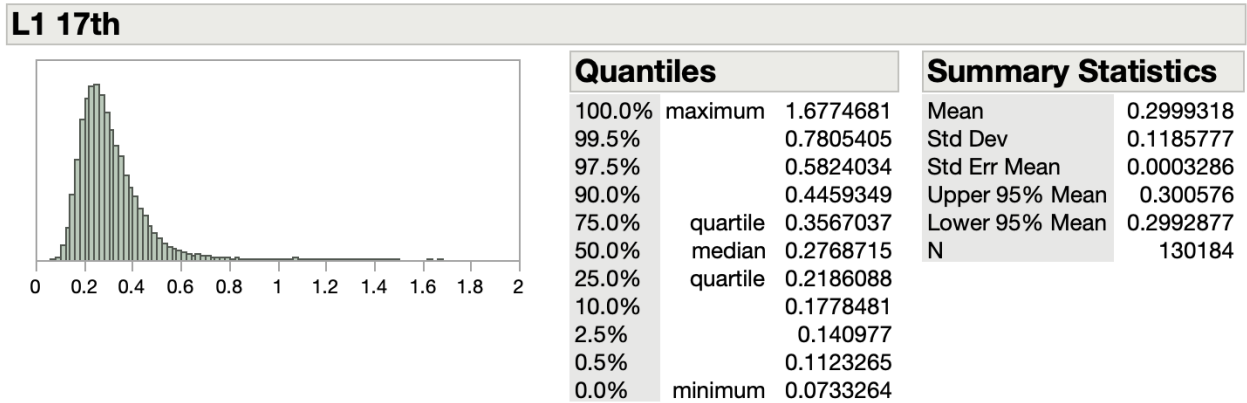 L1 17th
0 0.2 0.4 0.6 0.8 1 1.2 1.4 1.6 1.8 2
Quantiles
100.0% maximum 1.6774681
99.5% 0.7805405
97.5% 0.5824034
90.0% 0.4459349
75.0% quartile 0.3567037
50.0% median 0.2768715
25.0% quartile 0.2186088
10.0% 0.1778481
2.5% 0.140977
0.5% 0.1123265
0.0% minimum 0.0733264
Summary Statistics
Mean 0.2999318
Std Dev 0.1185777
Std Err Mean 0.0003286
Upper 95% Mean 0.300576
Lower 95% Mean 0.2992877
N 130184